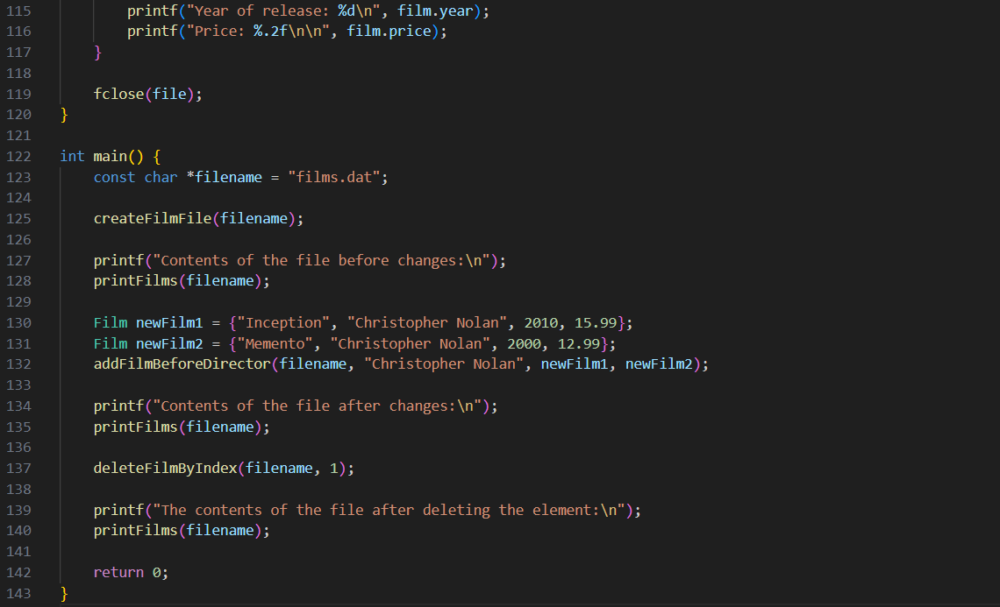 115 printf("Year of release: %d\n", film.year);
116 printf("Price: %.2f\n\n", film.price);
117 }
118
119 fclose(file);
120 }
121
122 int main() {
123 const char *filename = "films.dat";
124
125 createFilmFile(filename);
126
127 printf("Contents of the file before changes:\n");
128 printFilms(filename);
129
130 Film newFilm1 = {"Inception", "Christopher Nolan", 2010, 15.99};
131 Film newFilm2 = {"Memento", "Christopher Nolan", 2000, 12.99};
132 addFilmBeforeDirector(filename, "Christopher Nolan", newFilm1, newFilm2);
133
134 printf("Contents of the file after changes:\n");
135 printFilms(filename);
136
137 deleteFilmByIndex(filename, 1);
138
139 printf("The contents of the file after deleting the element:\n");
140 printFilms(filename);
141
142 return 0;
143 }